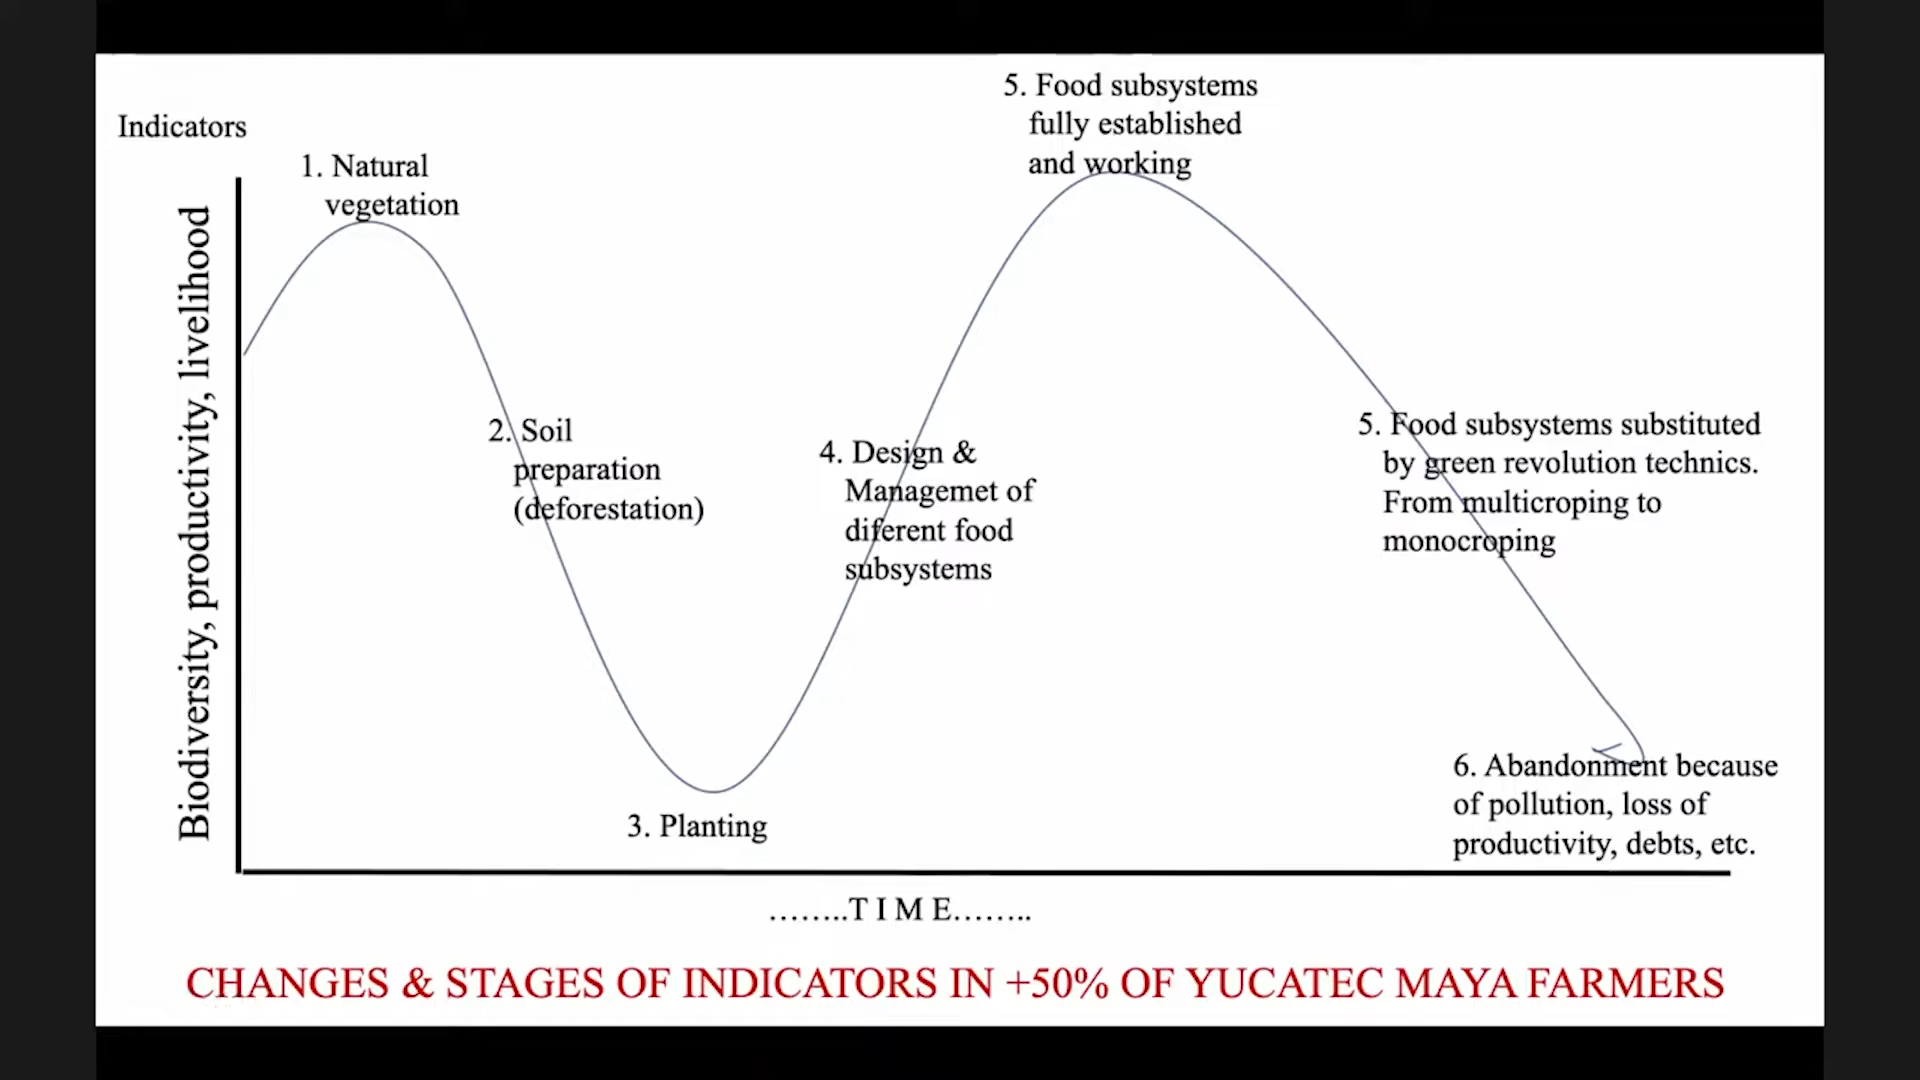 Indicators
1. Natural
vegetation
Biodiversity, productivity, livelihood
2. Soil
preparation
(deforestation)
3. Planting
4. Design &
Managemet of
diferent food
subsystems
5. Food subsystems
fully established
and working
5. Food subsystems substituted
by green revolution technics.
From multicroping to
monocroping
6. Abandonment because
of pollution, loss of
productivity, debts, etc.
........T I M E........
CHANGES & STAGES OF INDICATORS IN +50% OF YUCATEC MAYA FARMERS